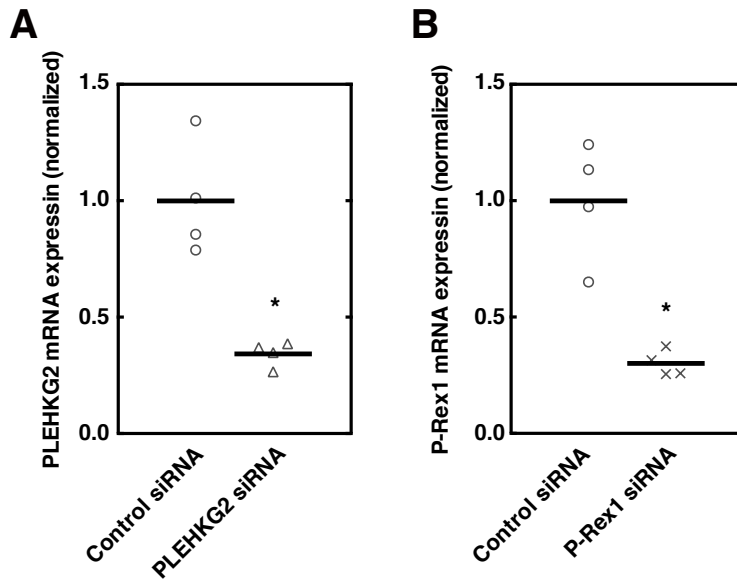 A
PLEHKG2 mRNA expressin (normalized)
1.5
1.0
0.5
0.0
*
Control siRNA
PLEHKG2 siRNA
B
P-Rex1 mRNA expressin (normalized)
1.5
1.0
0.5
0.0
*
Control siRNA
P-Rex1 siRNA